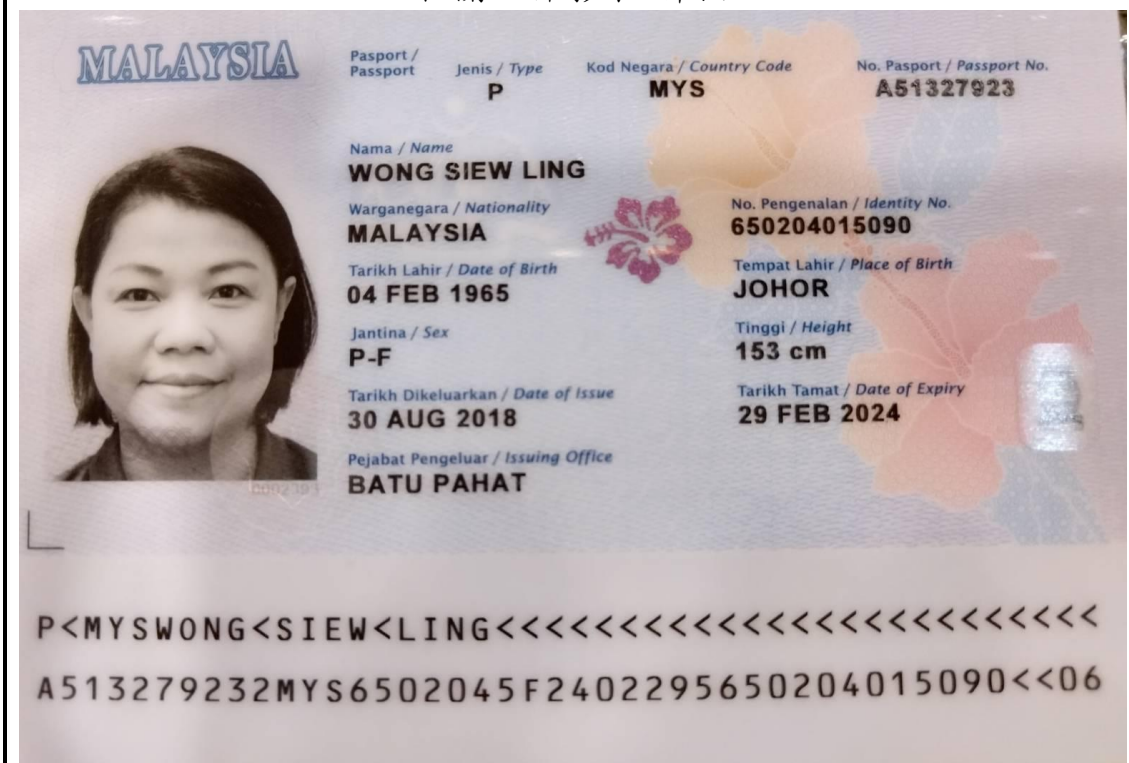 MALAYSIA
Pasport / Passport
Jenis / Type
P
Kod Negara / Country Code
MYS
No. Pasport / Passport No.
A51327923
Nama / Name
WONG SIEW LING
Warganegara / Nationality
MALAYSIA
No. Pengenalan / Identity No.
650204015090
Tarikh Lahir / Date of Birth
04 FEB 1965
Tempat Lahir / Place of Birth
JOHOR
Jantina / Sex
P-F
Tinggi / Height
153 cm
Tarikh Dikeluarkan / Date of Issue
30 AUG 2018
Tarikh Tamat / Date of Expiry
29 FEB 2024
Pejabat Pengeluar / Issuing Office
BATU PAHAT
P<MYSWONG<SIEW<LING<<<<<<<<<<<<<<<<<<<<<<<<<
A513279232MYS6502045F2402295650204015090<<06